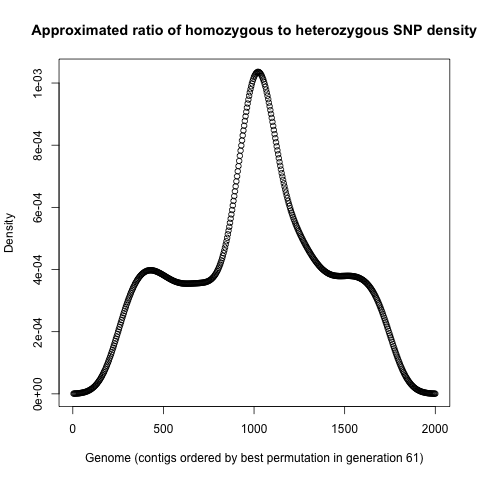 Approximated ratio of homozygous to heterozygous SNP density
Density
1e-03
8e-04
6e-04
4e-04
2e-04
0e+00
0 500 1000 1500 2000
Genome (contigs ordered by best permutation in generation 61)